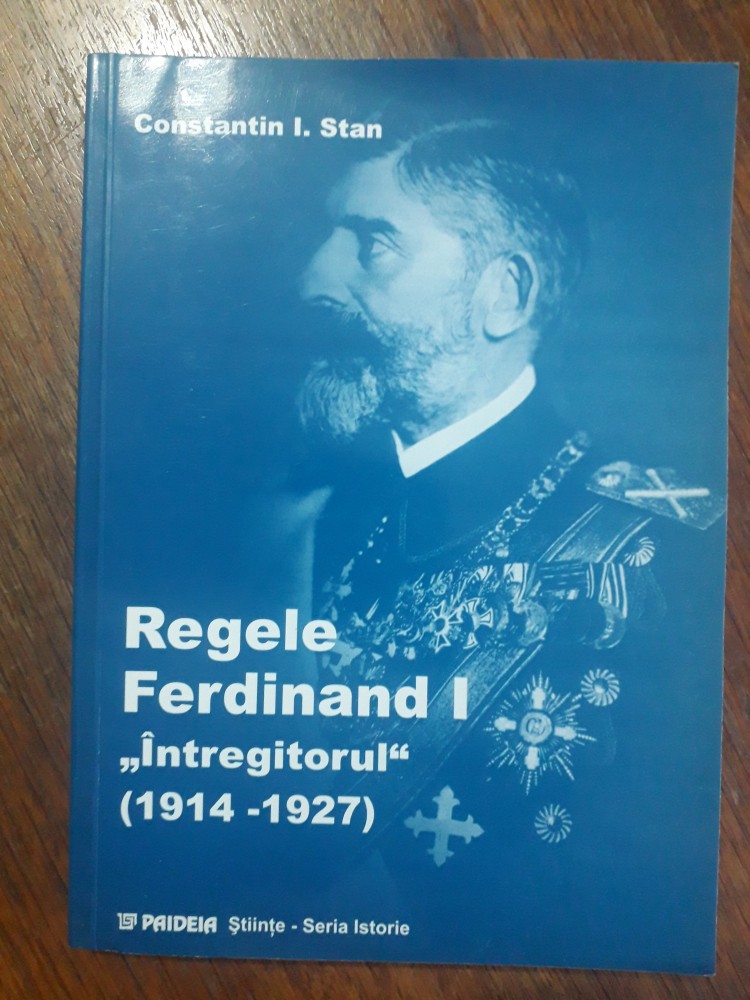 Constantin I. Stan
Regele
Ferdinand I
„Întregitorul“
(1914 -1927)
PAIDEIA Științe - Seria Istorie